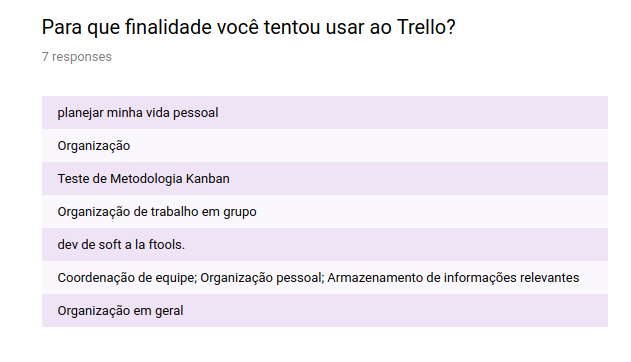 Para que finalidade você tentou usar ao Trello?
7 responses
planejar minha vida pessoal
Organização
Teste de Metodologia Kanban
Organização de trabalho em grupo
dev de soft a la ftools.
Coordenação de equipe; Organização pessoal; Armazenamento de informações relevantes
Organização em geral